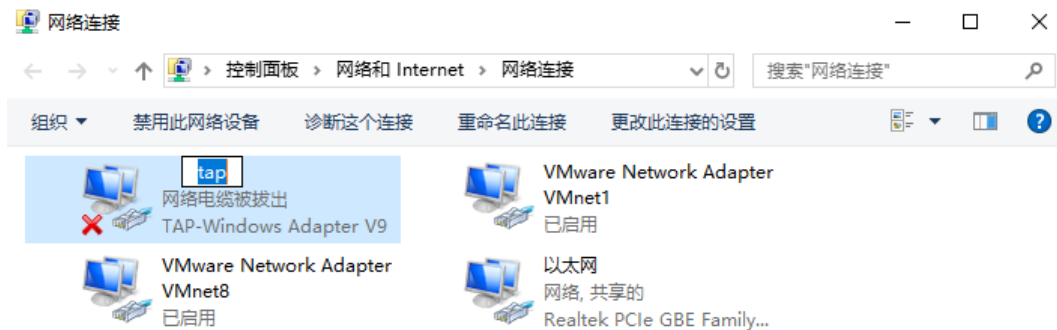 网络连接
控制面板 › 网络和 Internet › 网络连接
搜索"网络连接"
组织 禁用此网络设备 诊断这个连接 重命名此连接 更改此连接的设置
tap
网络电缆被拔出
TAP-Windows Adapter V9
VMware Network Adapter
VMnet1
已启用
VMware Network Adapter
VMnet8
已启用
以太网
网络, 共享的
Realtek PCIe GBE Family...